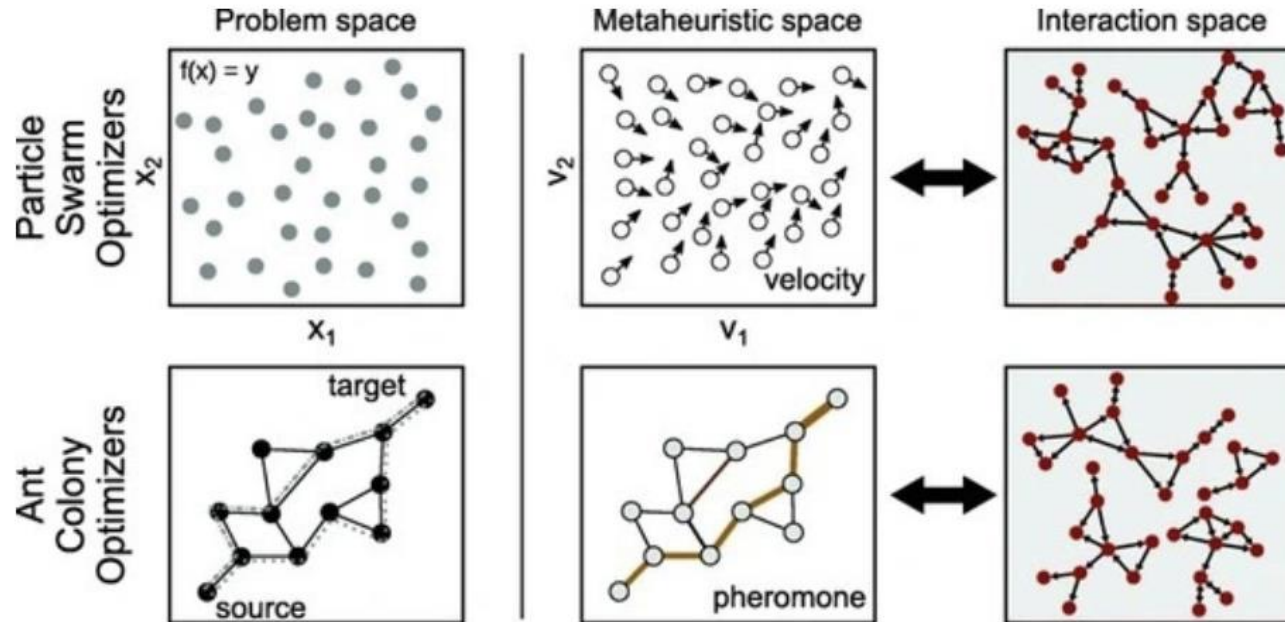 Problem space
Metaheuristic space
Interaction space
Particle
Swarm
Optimizers
f(x) = y
x₂
x₁
v₂
velocity
v₁
Ant
Colony
Optimizers
target
source
pheromone